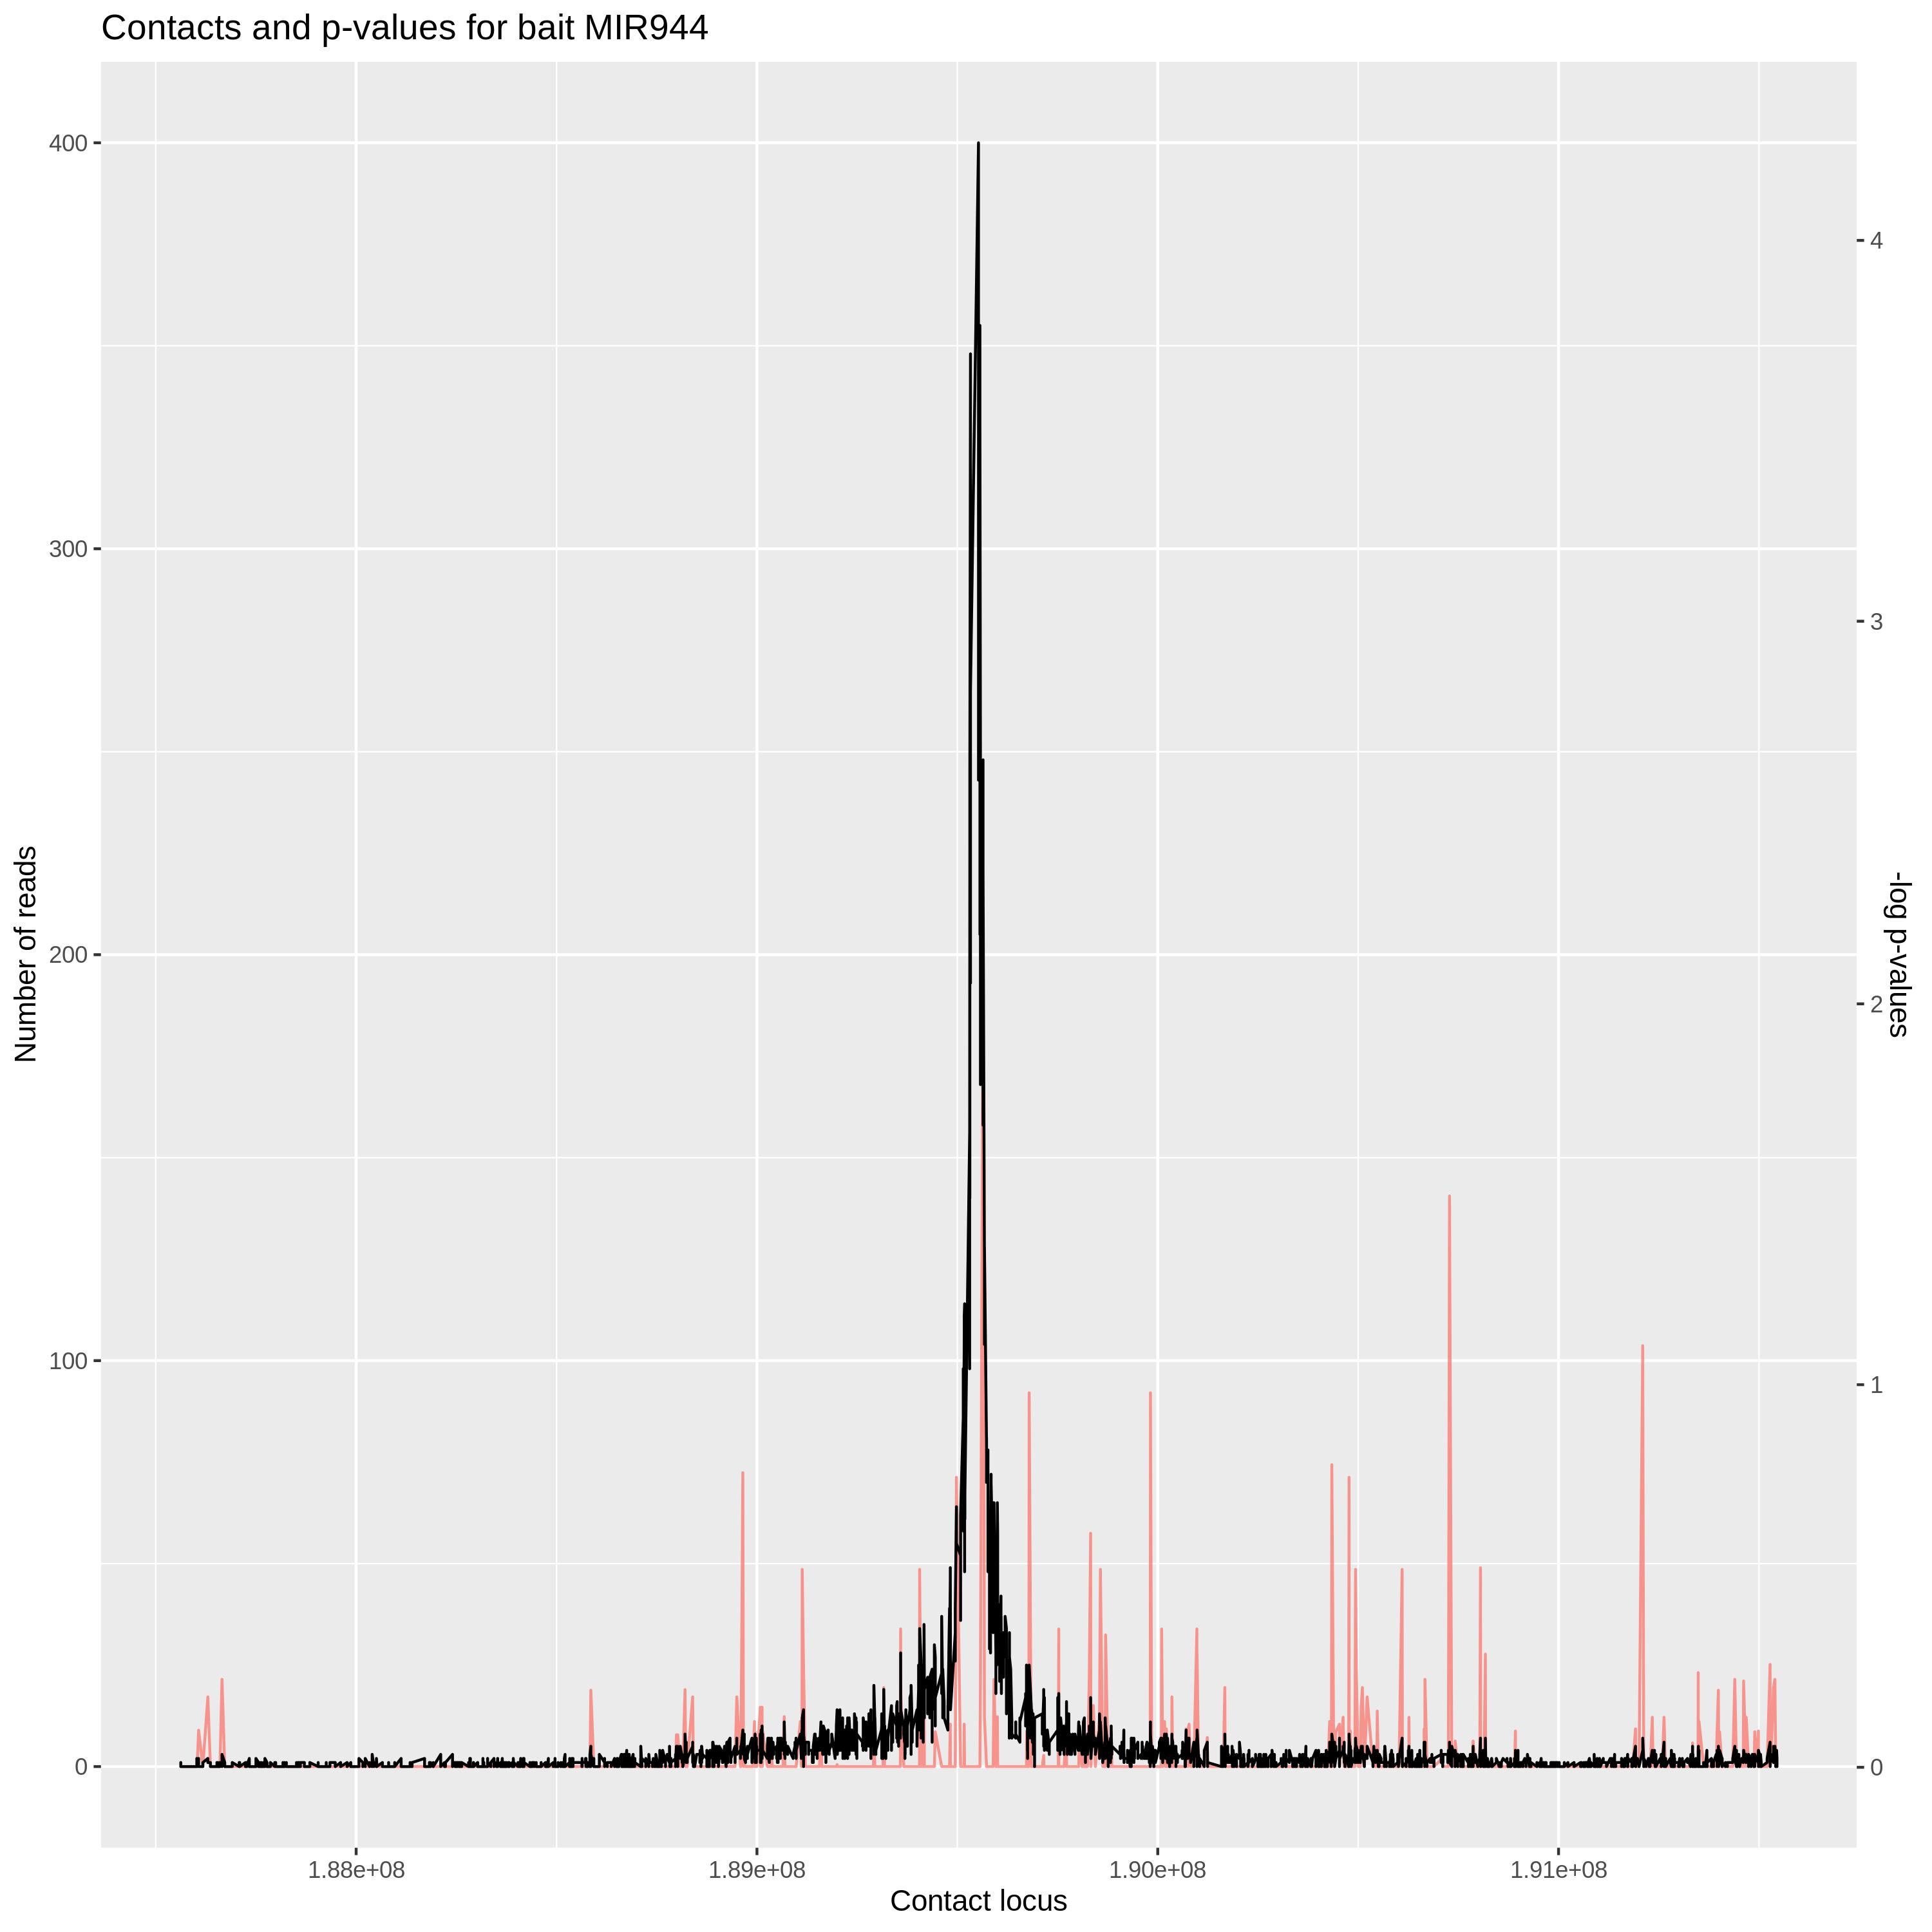 Contacts and p-values for bait MIR944
400
300
200
100
0
Number of reads
4
3
2
1
0
-log p-values
1.88e+08
1.89e+08
1.90e+08
1.91e+08
Contact locus